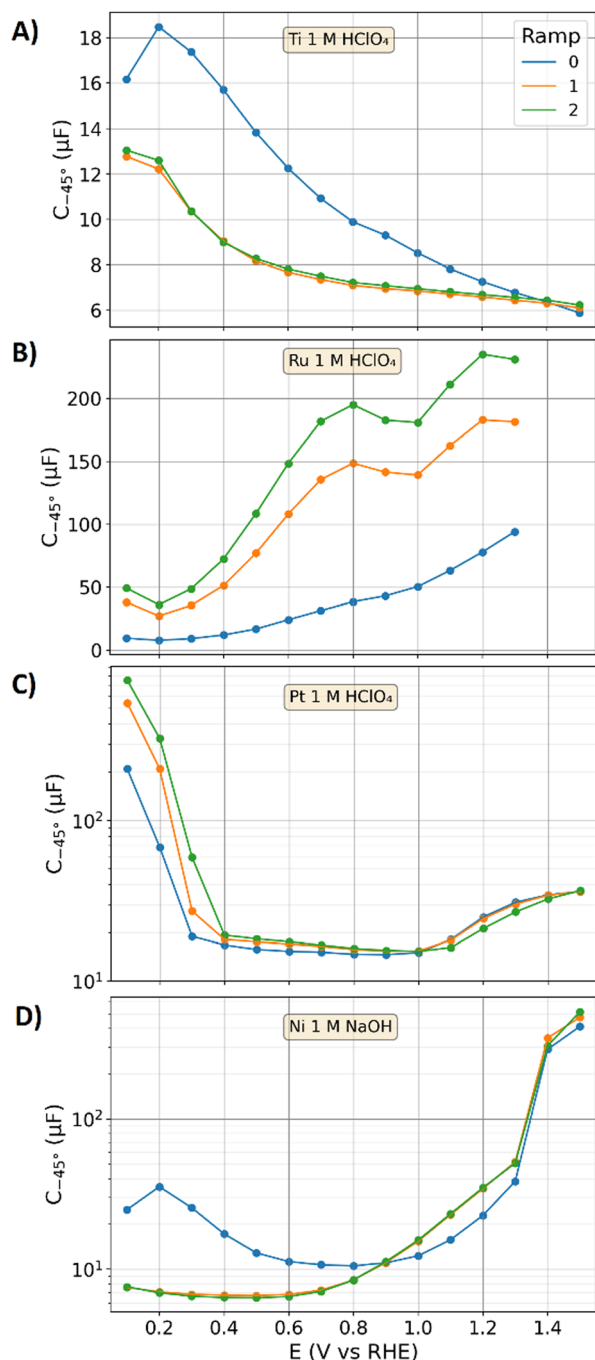 A)
Ti 1 M HClO₄
Ramp
0
1
2
18
16
14
12
10
8
6
C₋₄₅° (µF)
B)
Ru 1 M HClO₄
200
150
100
50
0
C₋₄₅° (µF)
C)
Pt 1 M HClO₄
10²
10¹
C₋₄₅° (µF)
D)
Ni 1 M NaOH
10²
10¹
C₋₄₅° (µF)
0.2 0.4 0.6 0.8 1.0 1.2 1.4
E (V vs RHE)